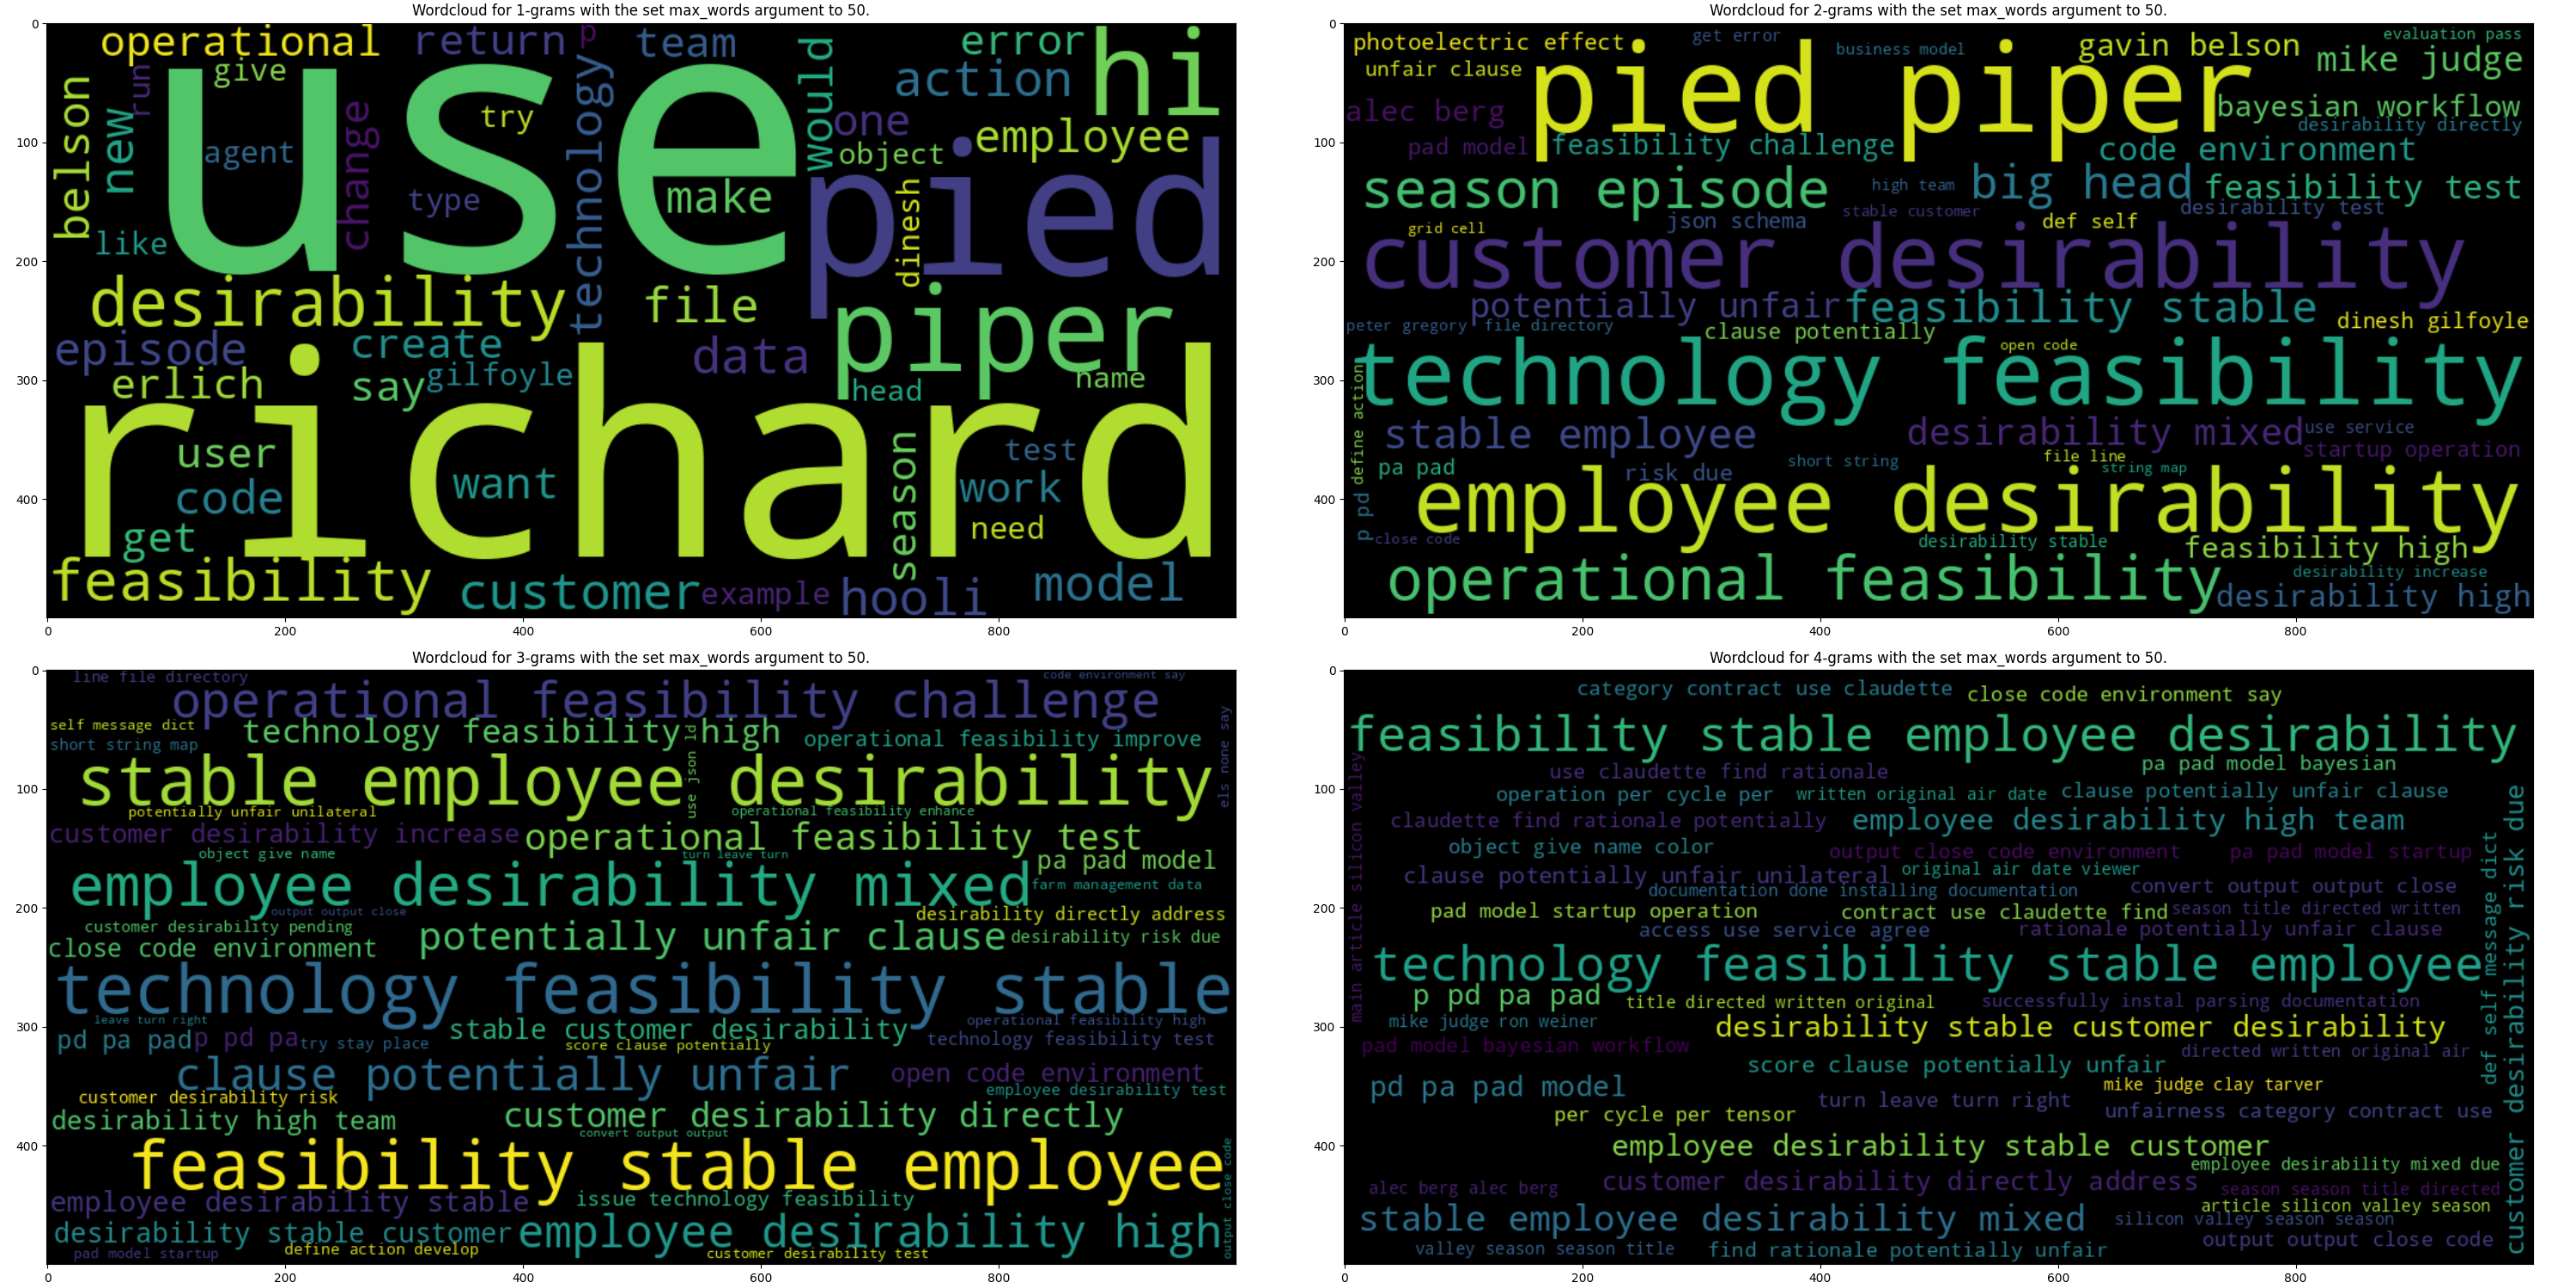 Wordcloud for 1-grams with the set max_words argument to 50.
operational
return
p
team
would
error
hi
give
action
run
use
try
technology
one
employee
belson
new
change
agent
object
pied
make
type
dinesh
like
desirability
file
piper
episode
create
data
erlich
say
gilfoyle
head
name
richard
user
want
season
test
code
work
get
need
feasibility
customer
example
hooli
model
0
100
200
300
400
0
200
400
600
800
Wordcloud for 2-grams with the set max_words argument to 50.
photoelectric effect
get error
business model
gavin belson
evaluation pass
mike judge
unfair clause
pied piper
alec berg
bayesian workflow
desirability directly
pad model
feasibility challenge
code environment
season episode
high team
big head
feasibility test
json schema
stable customer
desirability test
grid cell
def self
customer desirability
potentially unfair
feasibility stable
peter gregory
file directory
clause potentially
dinesh gilfoyle
open code
technology feasibility
define action
stable employee
desirability mixed
use service
startup operation
pa pad
risk due
short string
file line
string map
employee desirability
p pd
close code
desirability stable
feasibility high
operational feasibility
desirability increase
desirability high
0
100
200
300
400
0
200
400
600
800
Wordcloud for 3-grams with the set max_words argument to 50.
line file directory
code environment say
operational feasibility challenge
self message dict
technology feasibility high
short string map
operational feasibility improve
els none say
use json ld
stable employee desirability
potentially unfair unilateral
operational feasibility enhance
customer desirability increase
operational feasibility test
object give name
turn leave turn
pa pad model
employee desirability mixed
farm management data
output output close
desirability directly address
customer desirability pending
close code environment
potentially unfair clause
desirability risk due
technology feasibility stable
leave turn right
operational feasibility high
pd pa pad
p pd pa
try stay place
stable customer desirability
score clause potentially
technology feasibility test
clause potentially unfair
open code environment
customer desirability risk
employee desirability test
desirability high team
customer desirability directly
convert output output
feasibility stable employee
output close code
employee desirability stable
issue technology feasibility
desirability stable customer
employee desirability high
pad model startup
define action develop
customer desirability test
0
100
200
300
400
0
200
400
600
800
Wordcloud for 4-grams with the set max_words argument to 50.
category contract use claudette
close code environment say
feasibility stable employee desirability
main article silicon valley
use claudette find rationale
pa pad model bayesian
operation per cycle per
written original air date
clause potentially unfair clause
claudette find rationale potentially
employee desirability high team
object give name color
output close code environment
pa pad model startup
clause potentially unfair unilateral
original air date viewer
documentation done installing documentation
convert output output close
pad model startup operation
contract use claudette find
season title directed written
access use service agree
rationale potentially unfair clause
technology feasibility stable employee
def self message dict
customer desirability risk due
p pd pa pad
title directed written original
successfully instal parsing documentation
mike judge ron weiner
desirability stable customer desirability
pad model bayesian workflow
directed written original air
score clause potentially unfair
pd pa pad model
mike judge clay tarver
turn leave turn right
per cycle per tensor
unfairness category contract use
employee desirability stable customer
employee desirability mixed due
alec berg alec berg
customer desirability directly address
season season title directed
article silicon valley season
stable employee desirability mixed
silicon valley season season
output output close code
valley season season title
find rationale potentially unfair
0
100
200
300
400
0
200
400
600
800